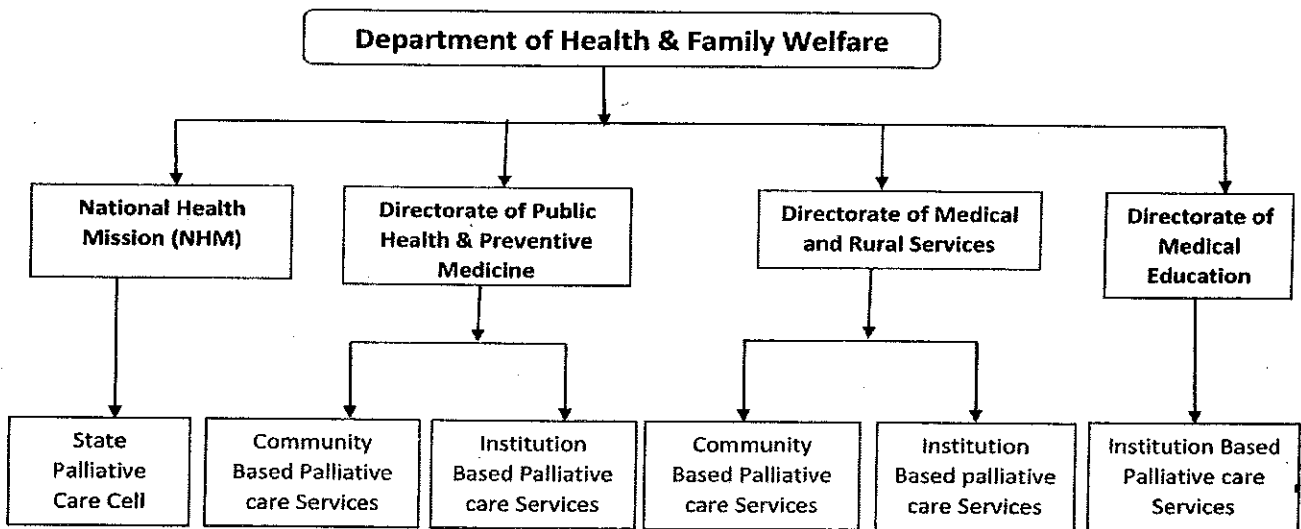 Department of Health & Family Welfare
National Health
Mission (NHM)
Directorate of Public
Health & Preventive
Medicine
Directorate of Medical
and Rural Services
Directorate of
Medical
Education
State
Palliative
Care Cell
Community
Based Palliative
care Services
Institution
Based Palliative
care Services
Community
Based Palliative
care Services
Institution
Based palliative
care Services
Institution Based
Palliative care
Services